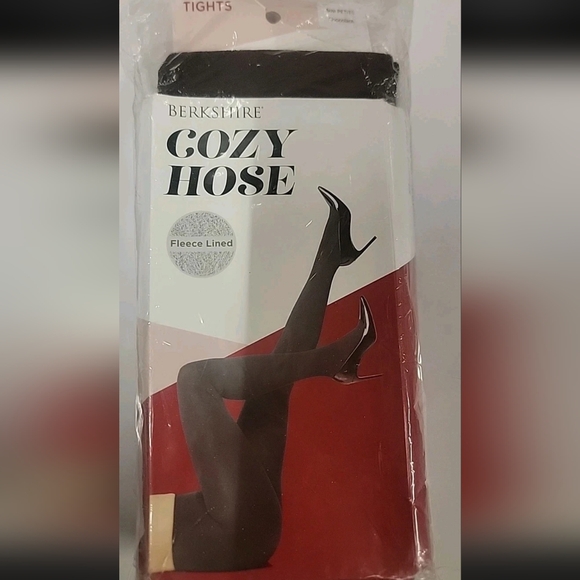 TIGHTS
BERKSHIRE®
COZY
HOSE
Fleece Lined